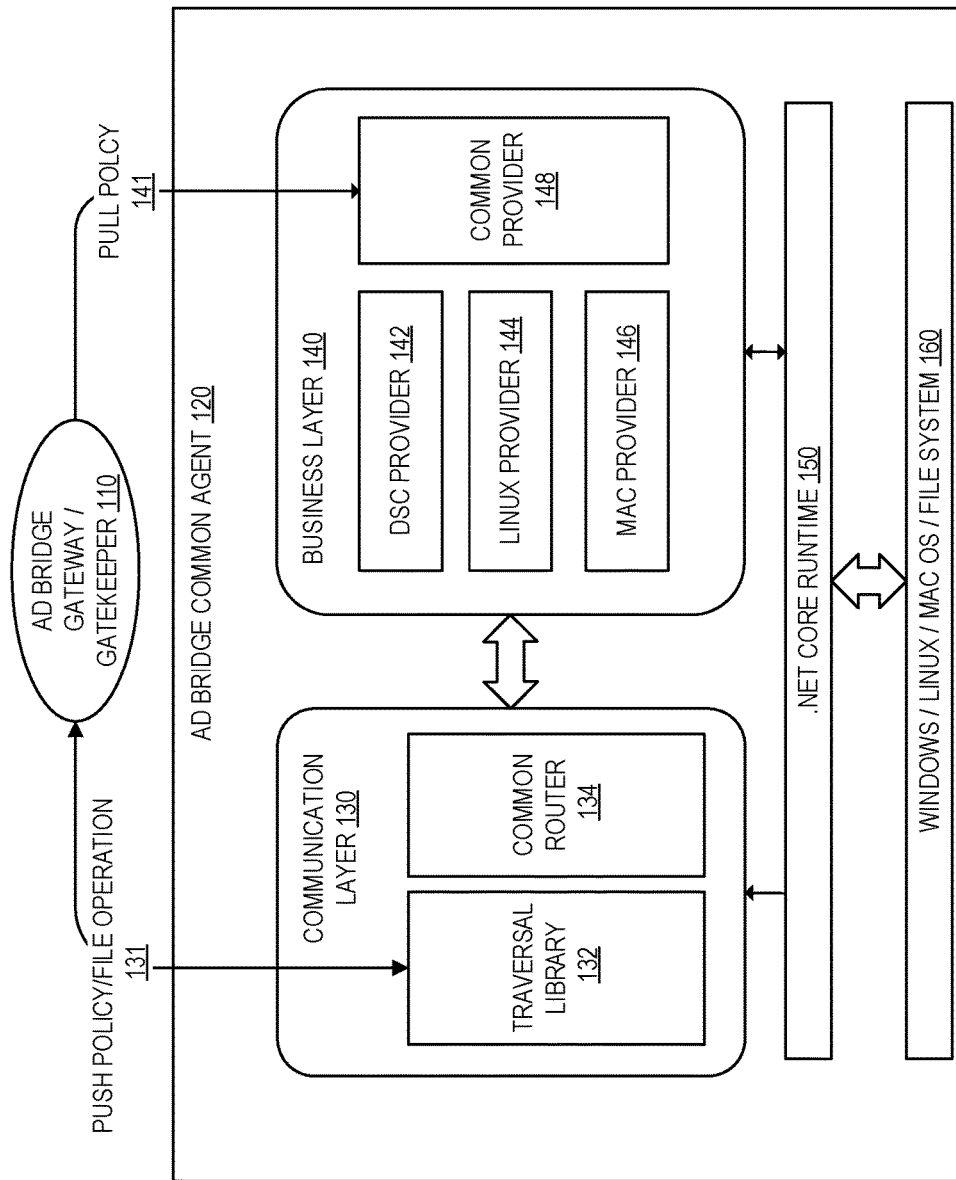 AD BRIDGE
GATEWAY /
GATEKEEPER 110
PUSH POLICY/FILE OPERATION
131
PULL POLCY
141
AD BRIDGE COMMON AGENT 120
COMMUNICATION
LAYER 130
TRAVERSAL
LIBRARY
132
COMMON
ROUTER
134
BUSINESS LAYER 140
DSC PROVIDER 142
LINUX PROVIDER 144
MAC PROVIDER 146
COMMON
PROVIDER
148
.NET CORE RUNTIME 150
WINDOWS / LINUX / MAC OS / FILE SYSTEM 160